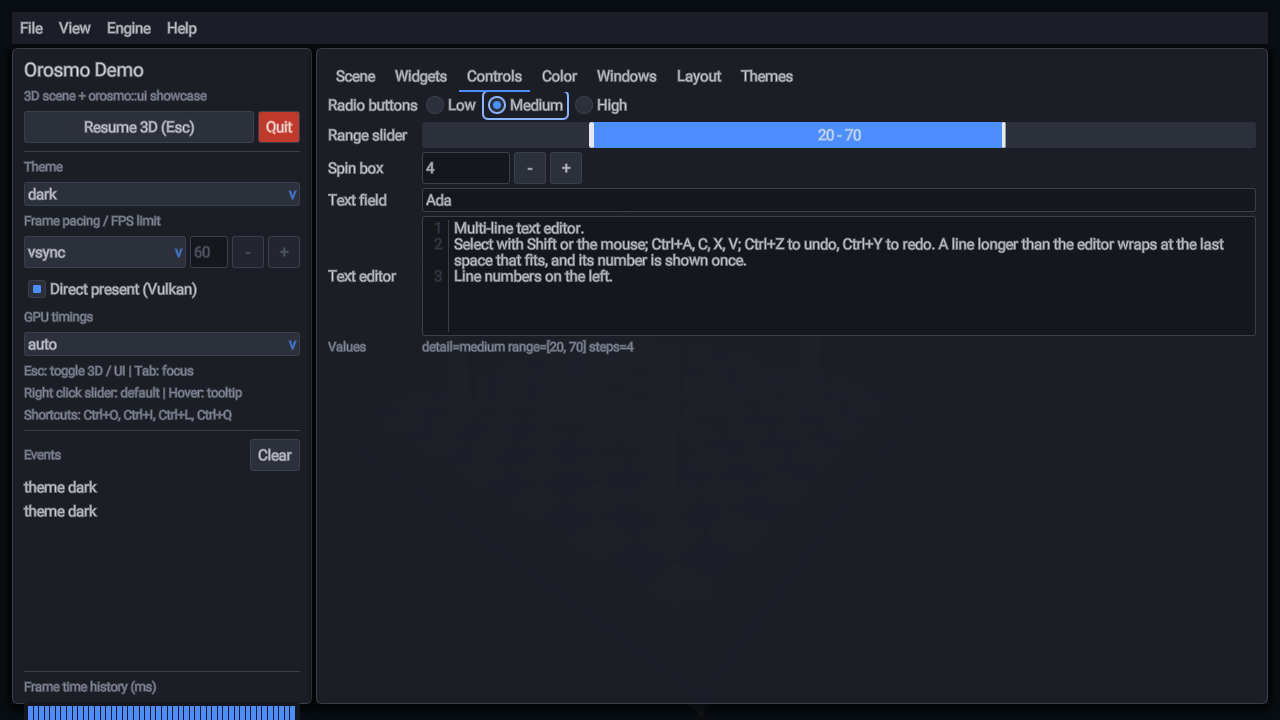 File View Engine Help
Orosmo Demo
3D scene + orosmo::ui showcase
Resume 3D (Esc) Quit
Theme
dark v
Frame pacing / FPS limit
vsync v 60 - +
Direct present (Vulkan)
GPU timings
auto v
Esc: toggle 3D / UI | Tab: focus
Right click slider: default | Hover: tooltip
Shortcuts: Ctrl+O, Ctrl+I, Ctrl+L, Ctrl+Q
Events Clear
theme dark
theme dark
Frame time history (ms)
Scene Widgets Controls Color Windows Layout Themes
Radio buttons Low Medium High
Range slider 20 - 70
Spin box 4 - +
Text field Ada
Text editor
1 Multi-line text editor.
2 Select with Shift or the mouse; Ctrl+A, C, X, V; Ctrl+Z to undo, Ctrl+Y to redo. A line longer than the editor wraps at the last
space that fits, and its number is shown once.
3 Line numbers on the left.
Values detail=medium range=[20, 70] steps=4